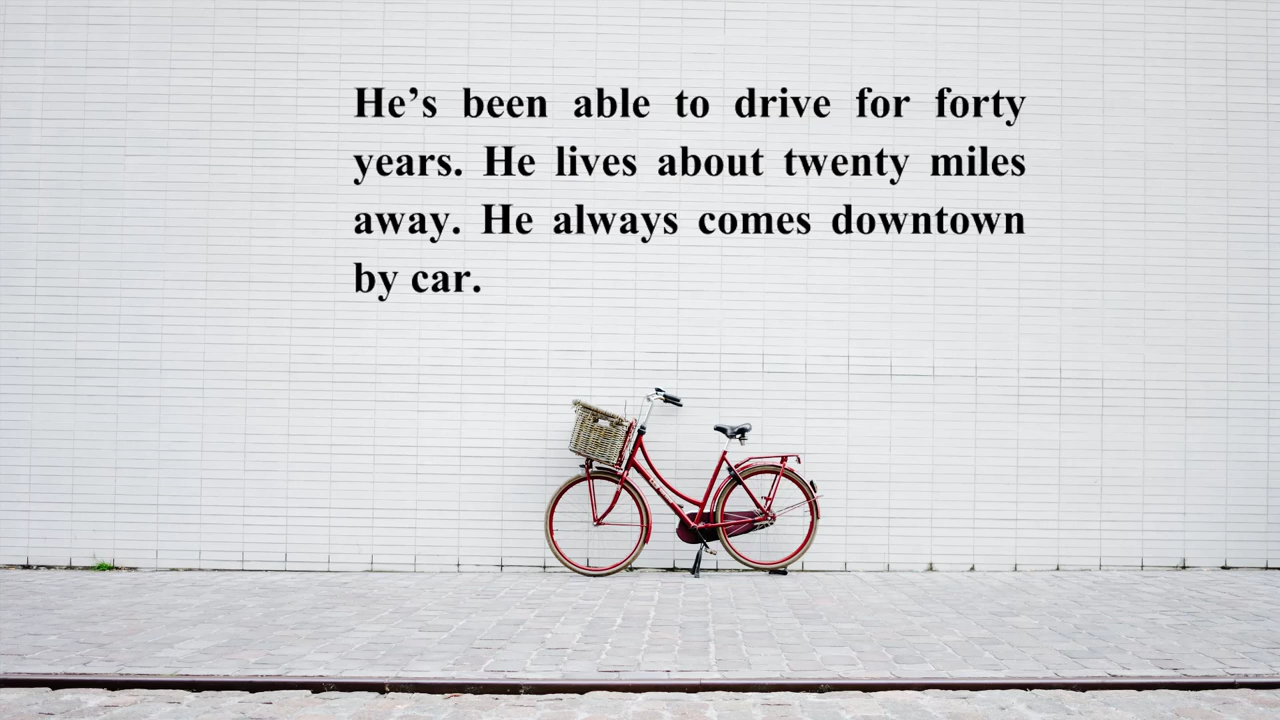 He’s been able to drive for forty
years. He lives about twenty miles
away. He always comes downtown
by car.